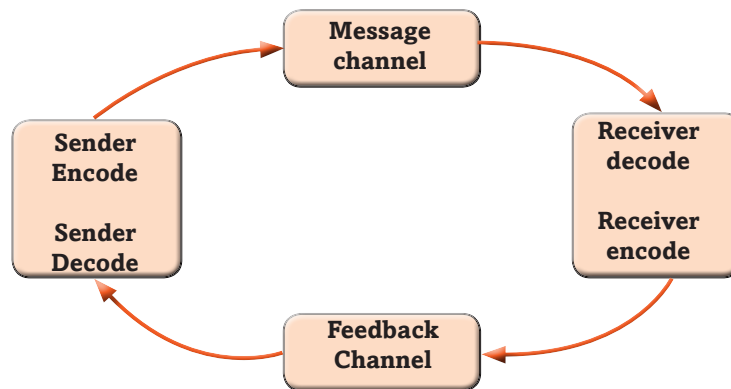 Message
channel
Sender
Encode
Sender
Decode
Receiver
decode
Receiver
encode
Feedback
Channel